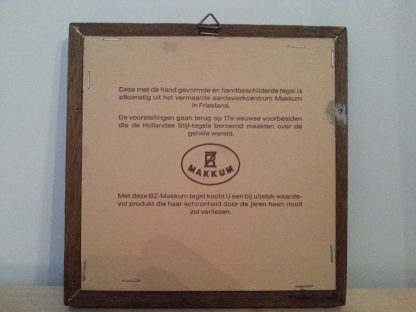 Deze met de hand gevormde en handbeschilderde tegel is
afkomstig uit het vermaarde aardewerkcentrum Makkum
in Friesland.
De voorstellingen gaan terug op 17e eeuwse voorbeelden
die de Hollandse Stijl-tegels beroemd maakten over de
gehele wereld.
BZ
MAKKUM
Met deze BZ-Makkum tegel kocht U een bij uitstek waarde-
vol produkt die haar schoonheid door de jaren heen nooit
zal verliezen.